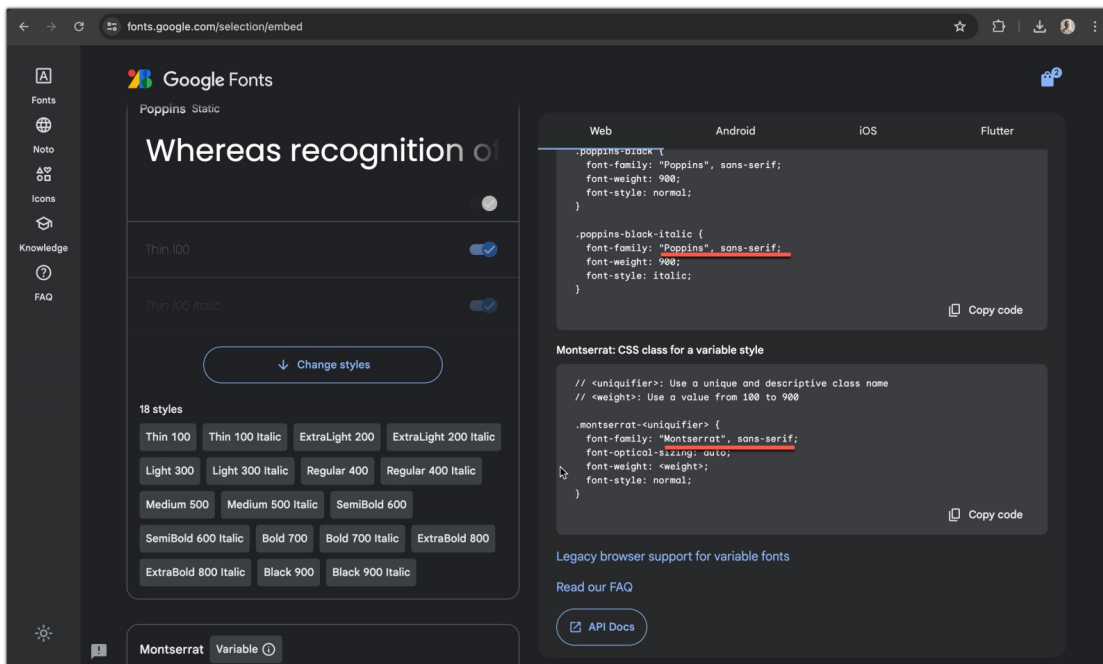 fonts.google.com/selection/embed
Google Fonts
2
Fonts
Noto
Icons
Knowledge
FAQ
Poppins Static
Whereas recognition of
Thin 100
Thin 100 Italic
Change styles
18 styles
Thin 100 Thin 100 Italic ExtraLight 200 ExtraLight 200 Italic
Light 300 Light 300 Italic Regular 400 Regular 400 Italic
Medium 500 Medium 500 Italic SemiBold 600
SemiBold 600 Italic Bold 700 Bold 700 Italic ExtraBold 800
ExtraBold 800 Italic Black 900 Black 900 Italic
Montserrat Variable
Web Android iOS Flutter
.poppins-black {
font-family: "Poppins", sans-serif;
font-weight: 900;
font-style: normal;
}
.poppins-black-italic {
font-family: "Poppins", sans-serif;
font-weight: 900;
font-style: italic;
}
Copy code
Montserrat: CSS class for a variable style
// <uniquifier>: Use a unique and descriptive class name
// <weight>: Use a value from 100 to 900
.montserrat-<uniquifier> {
font-family: "Montserrat", sans-serif;
font-optical-sizing: auto;
font-weight: <weight>;
font-style: normal;
}
Copy code
Legacy browser support for variable fonts
Read our FAQ
API Docs